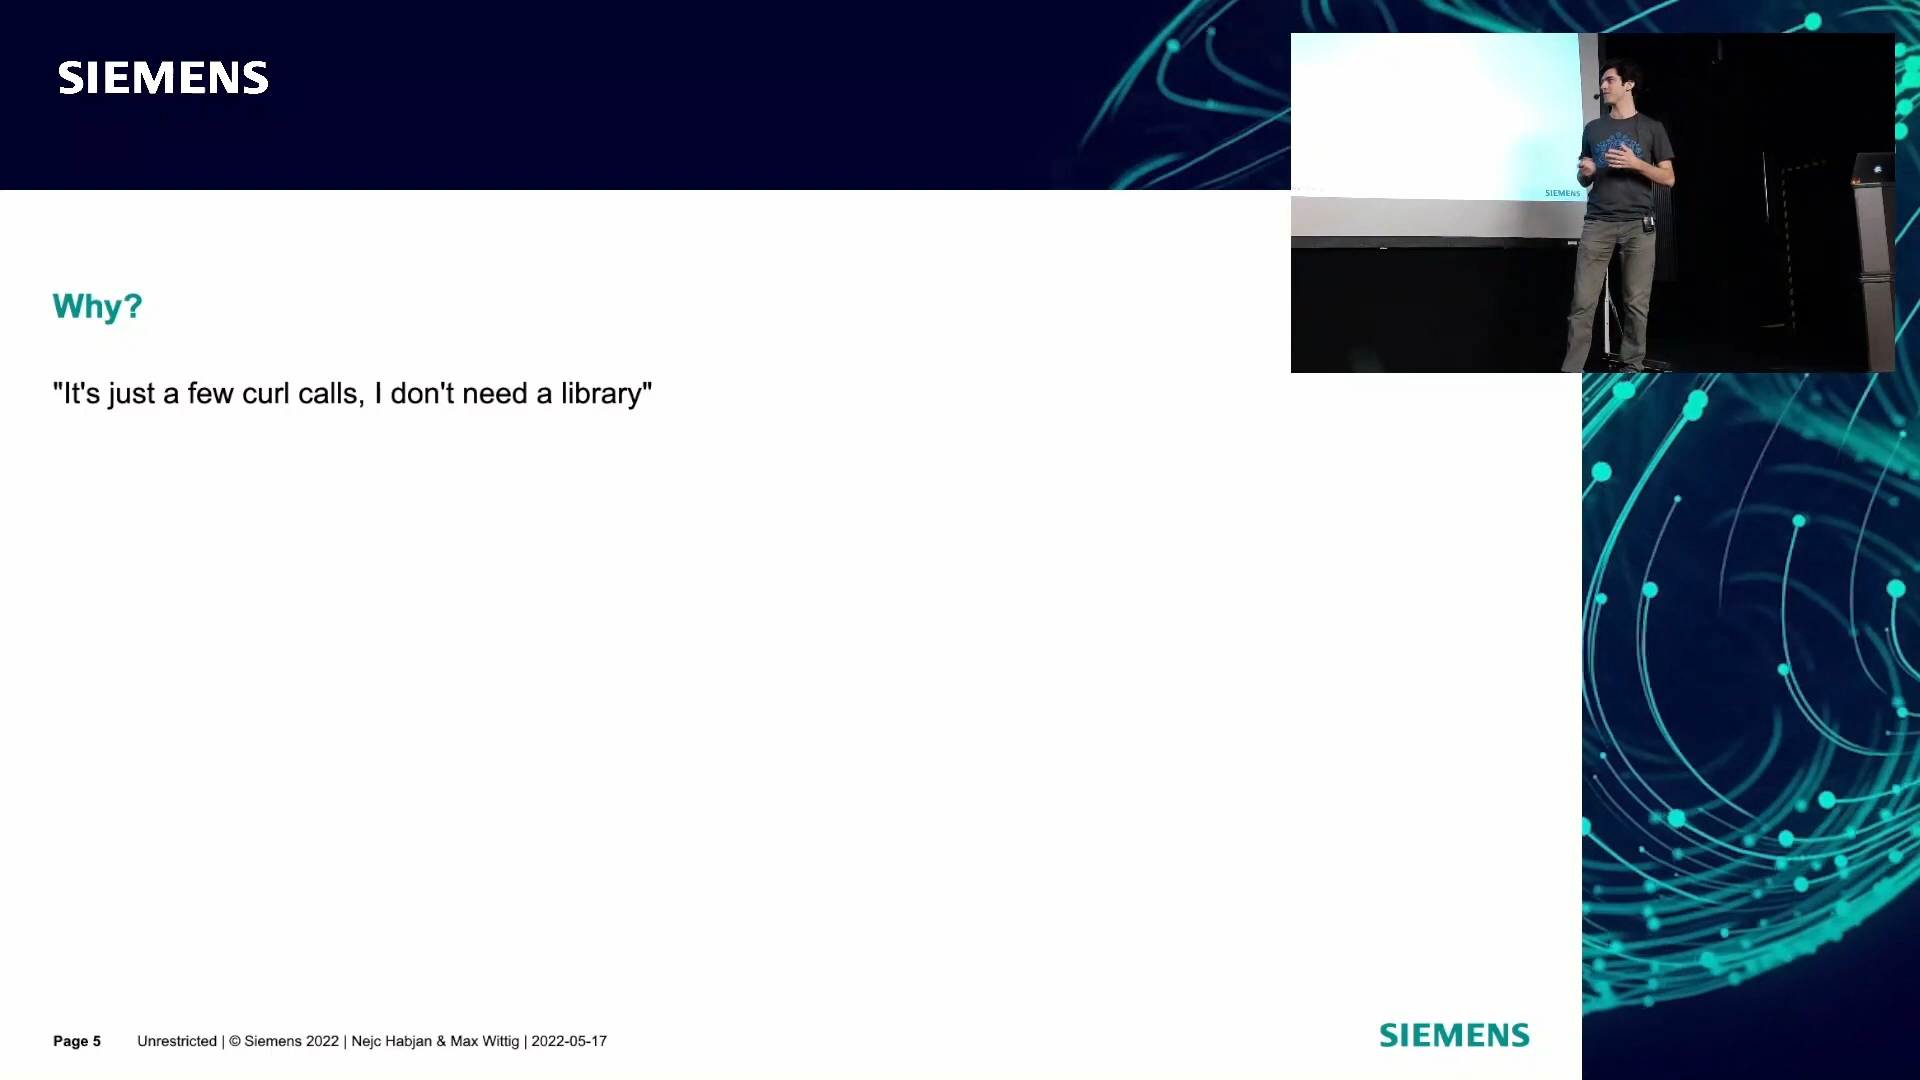 SIEMENS
SIEMENS
Why?
"It's just a few curl calls, I don't need a library"
Page 5 Unrestricted | © Siemens 2022 | Nejc Habjan & Max Wittig | 2022-05-17
SIEMENS